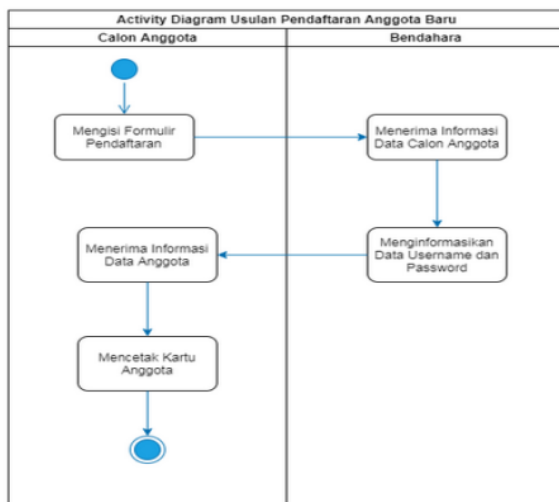 Activity Diagram Usulan Pendaftaran Anggota Baru
Calon Anggota
Bendahara
Mengisi Formulir
Pendaftaran
Menerima Informasi
Data Calon Anggota
Menginformasikan
Data Username dan
Password
Menerima Informasi
Data Anggota
Mencetak Kartu
Anggota